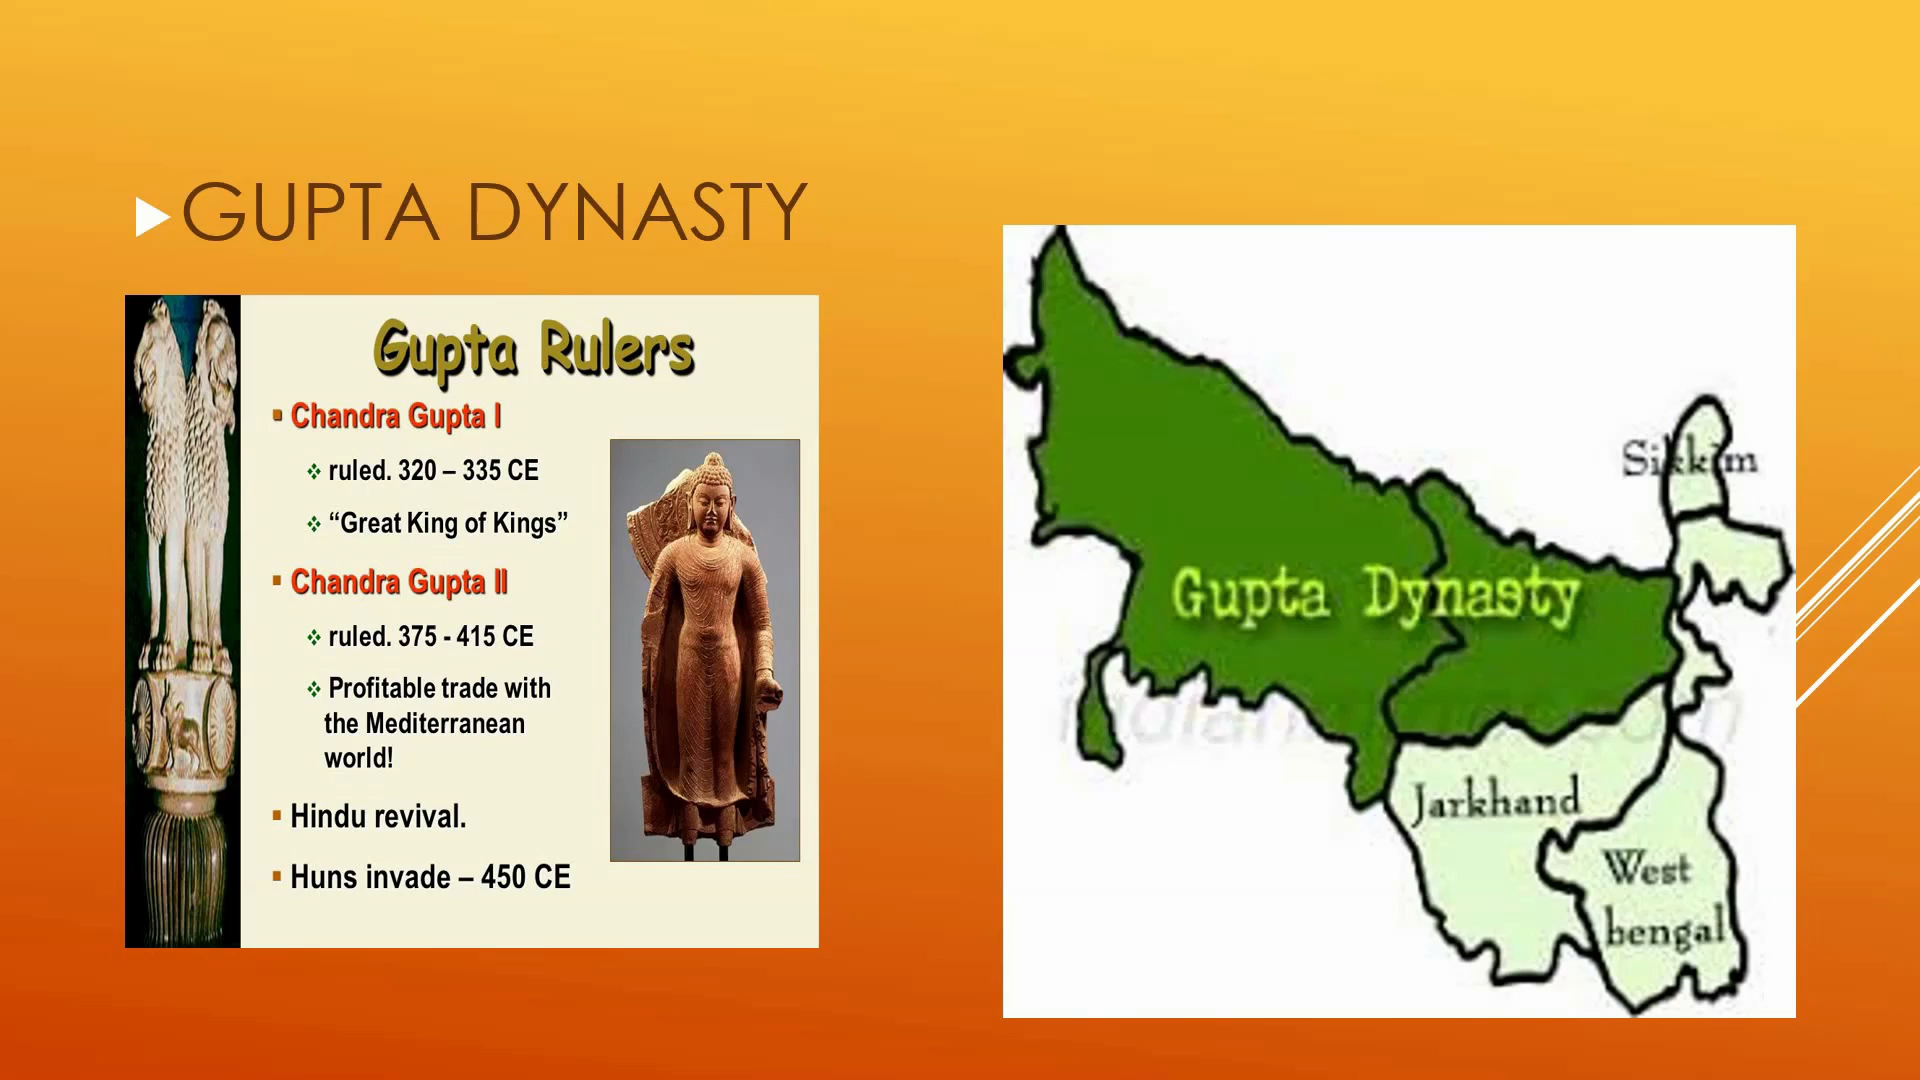 GUPTA DYNASTY
Gupta Rulers
Chandra Gupta I
ruled. 320 – 335 CE
“Great King of Kings”
Chandra Gupta II
ruled. 375 - 415 CE
Profitable trade with
the Mediterranean
world!
Hindu revival.
Huns invade – 450 CE
Sikkim
Gupta Dynasty
Jarkhand
West
bengal